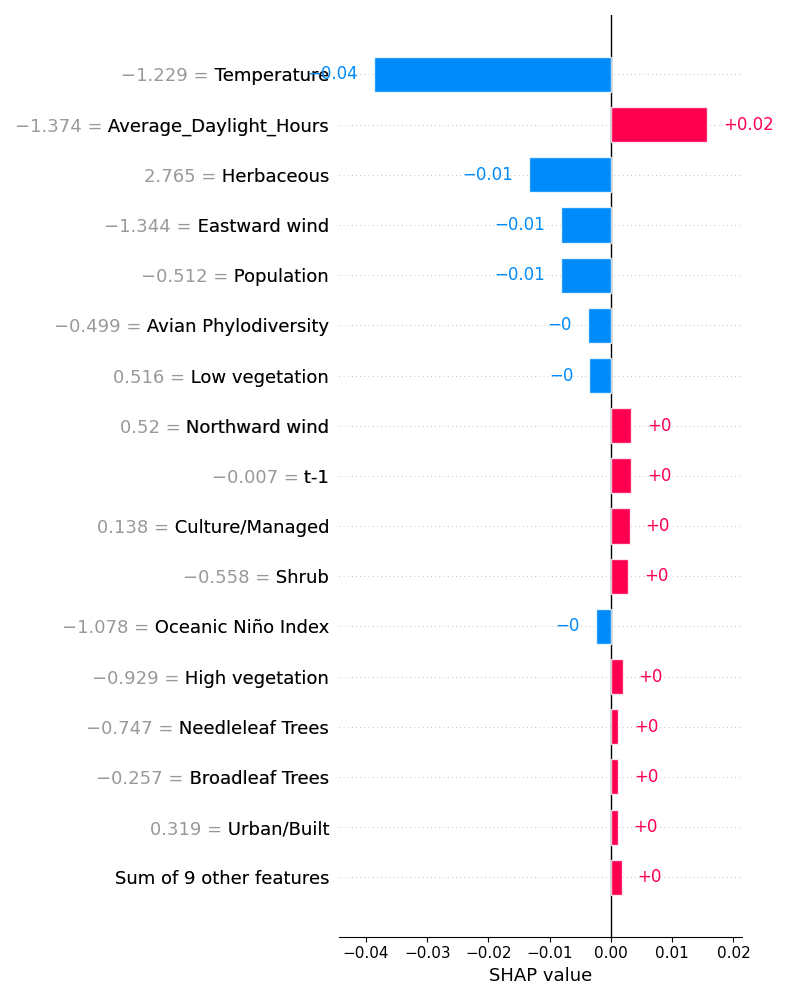 −1.229 = Temperature −0.04
−1.374 = Average_Daylight_Hours +0.02
2.765 = Herbaceous −0.01
−1.344 = Eastward wind −0.01
−0.512 = Population −0.01
−0.499 = Avian Phylodiversity −0
0.516 = Low vegetation −0
0.52 = Northward wind +0
−0.007 = t-1 +0
0.138 = Culture/Managed +0
−0.558 = Shrub +0
−1.078 = Oceanic Niño Index −0
−0.929 = High vegetation +0
−0.747 = Needleleaf Trees +0
−0.257 = Broadleaf Trees +0
0.319 = Urban/Built +0
Sum of 9 other features +0
−0.04 −0.03 −0.02 −0.01 0.00 0.01 0.02
SHAP value